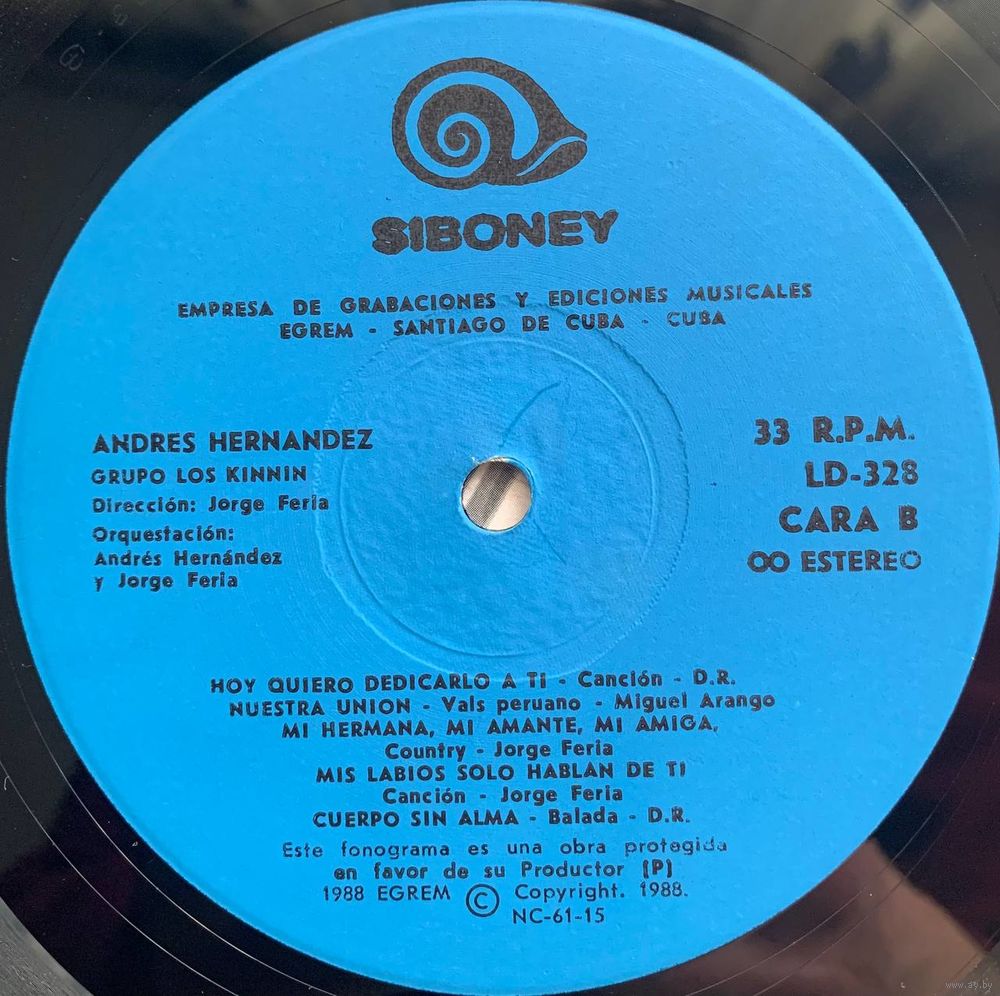 SIBONEY
EMPRESA DE GRABACIONES Y EDICIONES MUSICALES
EGREM - SANTIAGO DE CUBA - CUBA
ANDRES HERNANDEZ
GRUPO LOS KINNIN
Dirección: Jorge Feria
Orquestación:
Andrés Hernández
y Jorge Feria
33 R.P.M.
LD-328
CARA B
∞ ESTEREO
HOY QUIERO DEDICARLO A TI - Canción - D.R.
NUESTRA UNION - Vals peruano - Miguel Arango
MI HERMANA, MI AMANTE, MI AMIGA,
Country - Jorge Feria
MIS LABIOS SOLO HABLAN DE TI
Canción - Jorge Feria
CUERPO SIN ALMA - Balada - D.R.
Este fonograma es una obra protegida
en favor de su Productor (P)
1988 EGREM © Copyright. 1988.
NC-61-15
www.ay.by